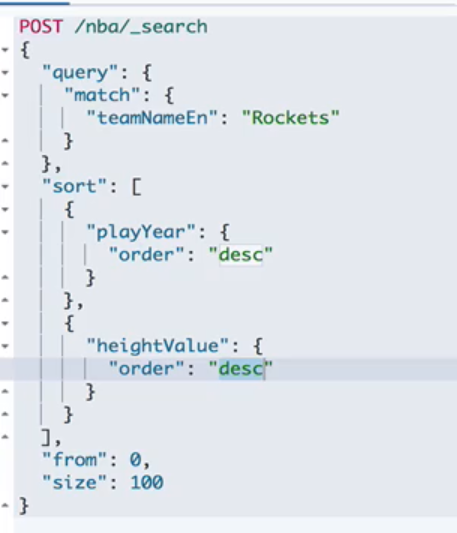 POST /nba/_search
{
"query": {
"match": {
"teamNameEn": "Rockets"
}
},
"sort": [
{
"playYear": {
"order": "desc"
}
},
{
"heightValue": {
"order": "desc"
}
}
],
"from": 0,
"size": 100
}